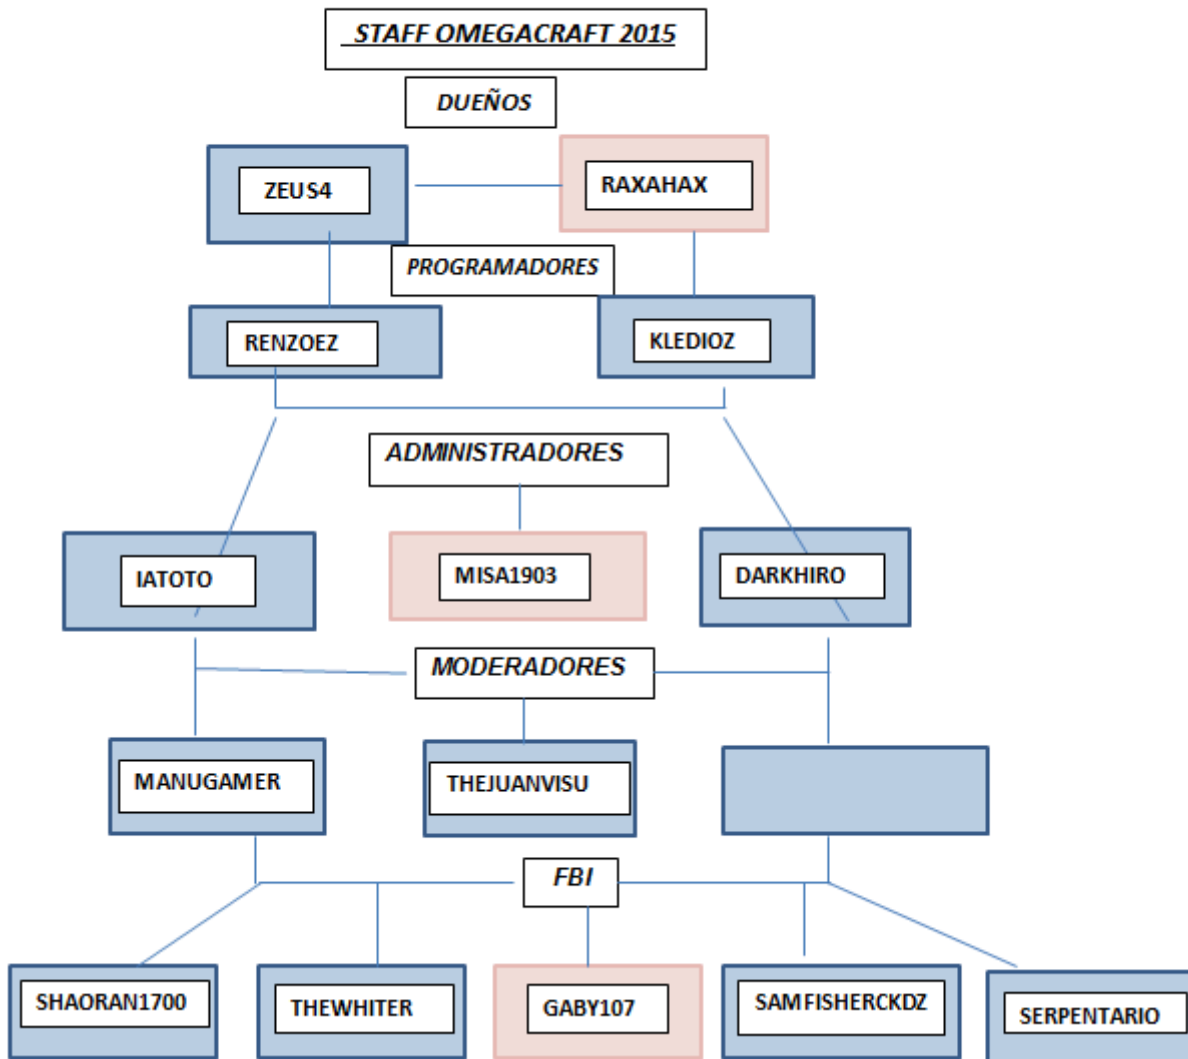 STAFF OMEGACRAFT 2015
DUEÑOS
ZEUS4
RAXAHAX
PROGRAMADORES
RENZOEZ
KLEDIOZ
ADMINISTRADORES
IATOTO
MISA1903
DARKHIRO
MODERADORES
MANUGAMER
THEJUANVISU
FBI
SHAORAN1700
THEWHITER
GABY107
SAMFISHERCKDZ
SERPENTARIO